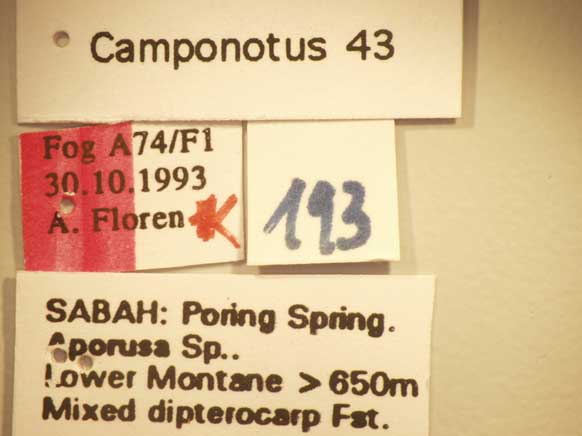 Camponotus 43
Fog A74/F1
30.10.1993
A. Floren K
193
SABAH: Poring Spring.
Aporusa Sp..
Lower Montane > 650m
Mixed dipterocarp Fst.